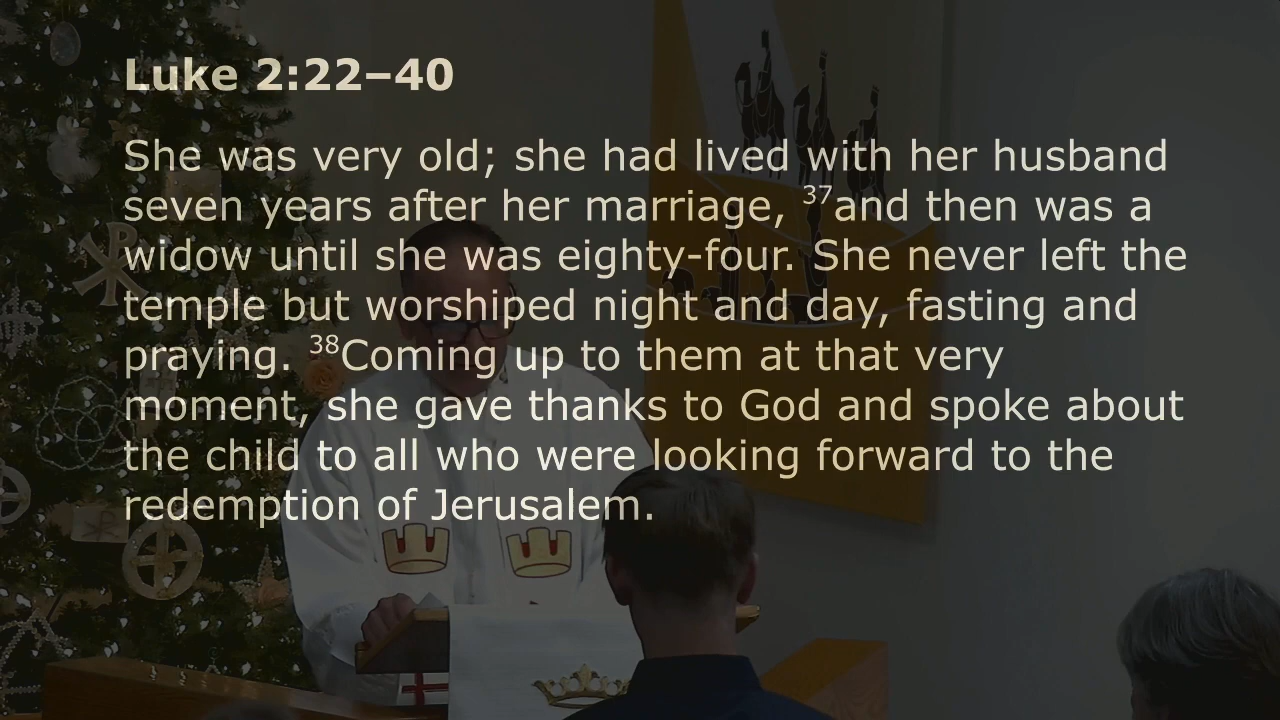 Luke 2:22–40
She was very old; she had lived with her husband
seven years after her marriage, 37and then was a
widow until she was eighty-four. She never left the
temple but worshiped night and day, fasting and
praying. 38Coming up to them at that very
moment, she gave thanks to God and spoke about
the child to all who were looking forward to the
redemption of Jerusalem.